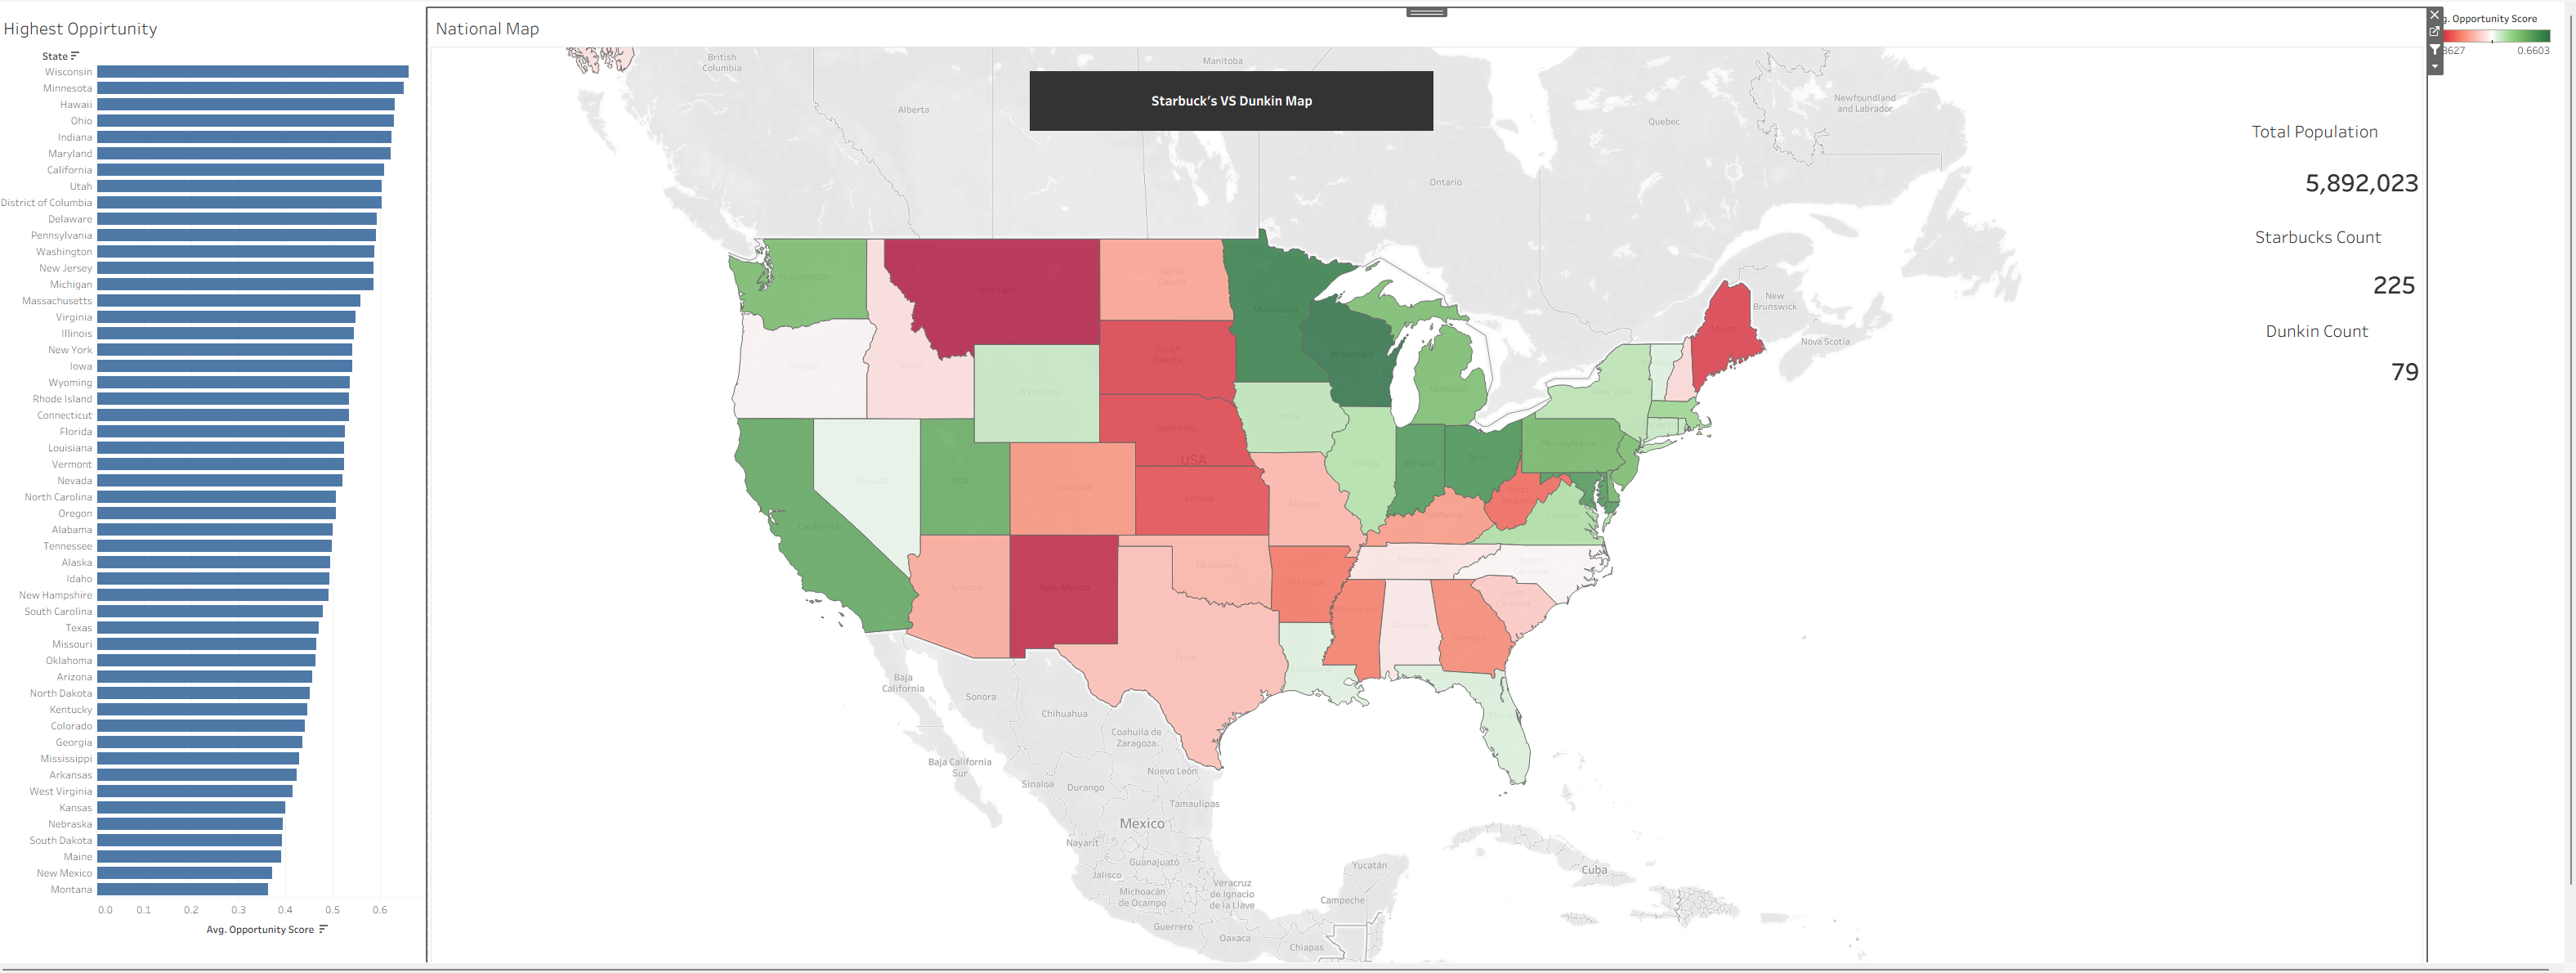 Highest Oppirtunity
State
Wisconsin
Minnesota
Hawaii
Ohio
Indiana
Maryland
California
Utah
District of Columbia
Delaware
Pennsylvania
Washington
New Jersey
Michigan
Massachusetts
Virginia
Illinois
New York
Iowa
Wyoming
Rhode Island
Connecticut
Florida
Louisiana
Vermont
Nevada
North Carolina
Oregon
Alabama
Tennessee
Alaska
Idaho
New Hampshire
South Carolina
Texas
Missouri
Oklahoma
Arizona
North Dakota
Kentucky
Colorado
Georgia
Mississippi
Arkansas
West Virginia
Kansas
Nebraska
South Dakota
Maine
New Mexico
Montana
0.0 0.1 0.2 0.3 0.4 0.5 0.6
Avg. Opportunity Score
National Map
Starbuck's VS Dunkin Map
British
Columbia
Alberta
Manitoba
Ontario
Quebec
Newfoundland
and Labrador
New
Brunswick
Nova Scotia
Washington
Montana
North
Dakota
Minnesota
Oregon
Idaho
Wyoming
South
Dakota
Wisconsin
Michigan
New York
Maine
Nebraska
Iowa
USA
Nevada
Utah
Colorado
Kansas
Missouri
Illinois
Indiana
Ohio
Pennsylvania
West
Virginia
Virginia
Kentucky
California
Arizona
New Mexico
Oklahoma
Arkansas
Tennessee
North
Carolina
South
Carolina
Mississippi
Alabama
Georgia
Texas
Louisiana
Florida
Baja
California
Sonora
Chihuahua
Coahuila de
Zaragoza
Baja California
Sur
Sinaloa
Durango
Nuevo León
Tamaulipas
Mexico
Nayarit
Guanajuato
Jalisco
Michoacán
de Ocampo
Veracruz
de Ignacio
de la Llave
Yucatán
Campeche
Guerrero
Oaxaca
Chiapas
Cuba
Total Population
5,892,023
Starbucks Count
225
Dunkin Count
79
g. Opportunity Score
3627 0.6603